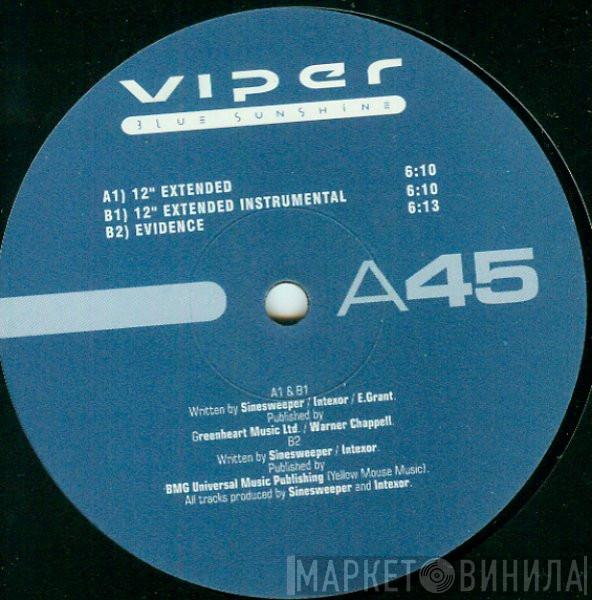 VIPER
BLUE SUNSHINE
A1) 12" EXTENDED 6:10
B1) 12" EXTENDED INSTRUMENTAL 6:10
B2) EVIDENCE 6:13
A45
A1 & B1
Written by Sinesweeper / Intexor / E.Grant.
Published by
Greenheart Music Ltd. / Warner Chappell.
B2
Written by Sinesweeper / Intexor.
Published by
BMG Universal Music Publishing (Yellow Mouse Music).
All tracks produced by Sinesweeper and Intexor.
МАРКЕТ ВИНИЛА